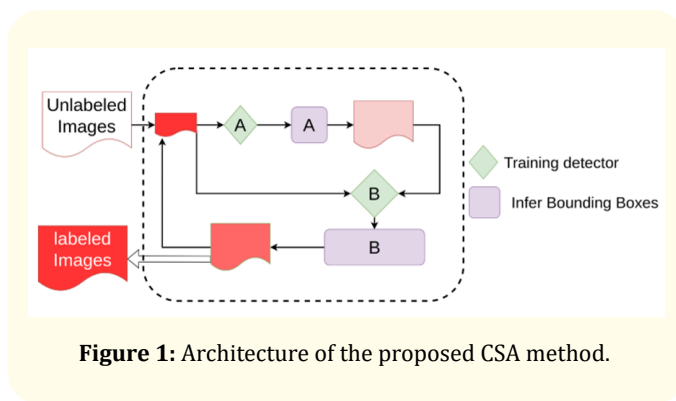 Unlabeled
Images
A
A
Training detector
B
Infer Bounding Boxes
labeled
Images
B
Figure 1: Architecture of the proposed CSA method.